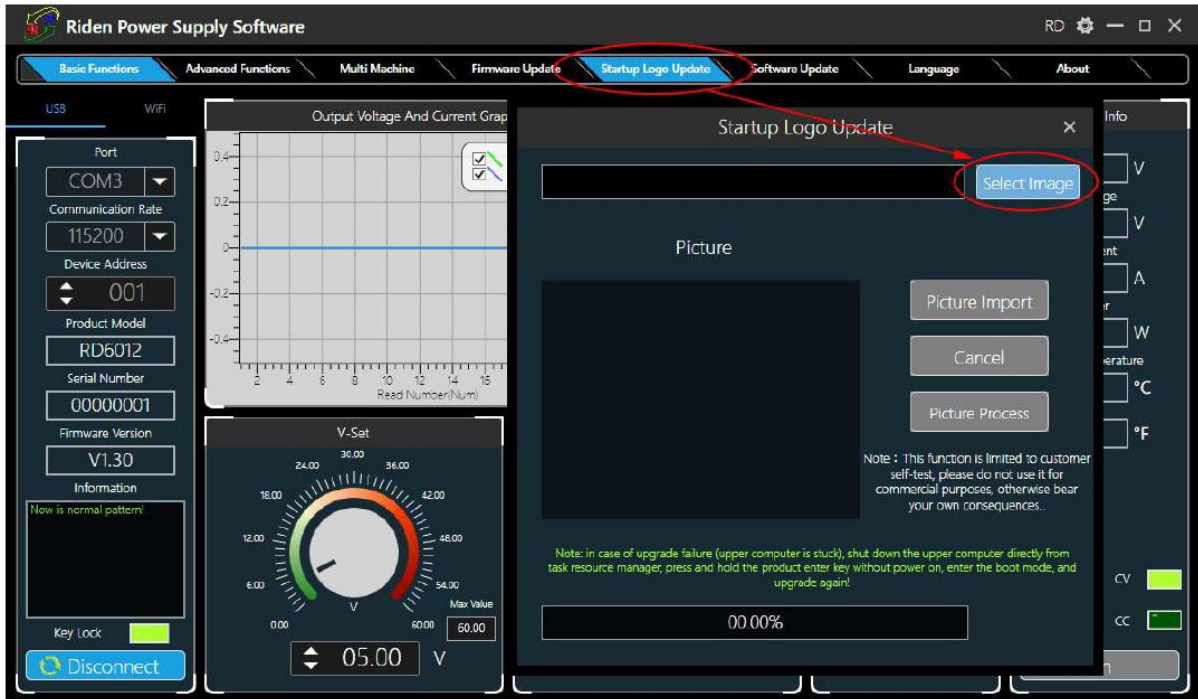 Riden Power Supply Software
RD
Basic Functions
Advanced Functions
Multi Machine
Firmware Update
Startup Logo Update
Software Update
Language
About
USB
WiFi
Port
COM3
Communication Rate
115200
Device Address
001
Product Model
RD6012
Serial Number
00000001
Firmware Version
V1.30
Information
Now is normal pattern!
Key Lock
Disconnect
Output Voltage And Current Grap
0.4
0.2
0
-0.2
-0.4
2 4 6 8 10 12 14 16
Read Number(Num)
V-Set
30.00
24.00
36.00
18.00
42.00
12.00
48.00
6.00
54.00
0.00
60.00
V
Max Value
60.00
05.00 V
Startup Logo Update
Select Image
Picture
Picture Import
Cancel
Picture Process
Note : This function is limited to customer
self-test, please do not use it for
commercial purposes, otherwise bear
your own consequences..
Note: in case of upgrade failure (upper computer is stuck), shut down the upper computer directly from
task resource manager, press and hold the product enter key without power on, enter the boot mode, and
upgrade again!
00.00%
Info
V
ge
V
ent
A
er
W
erature
°C
°F
CV
CC
n